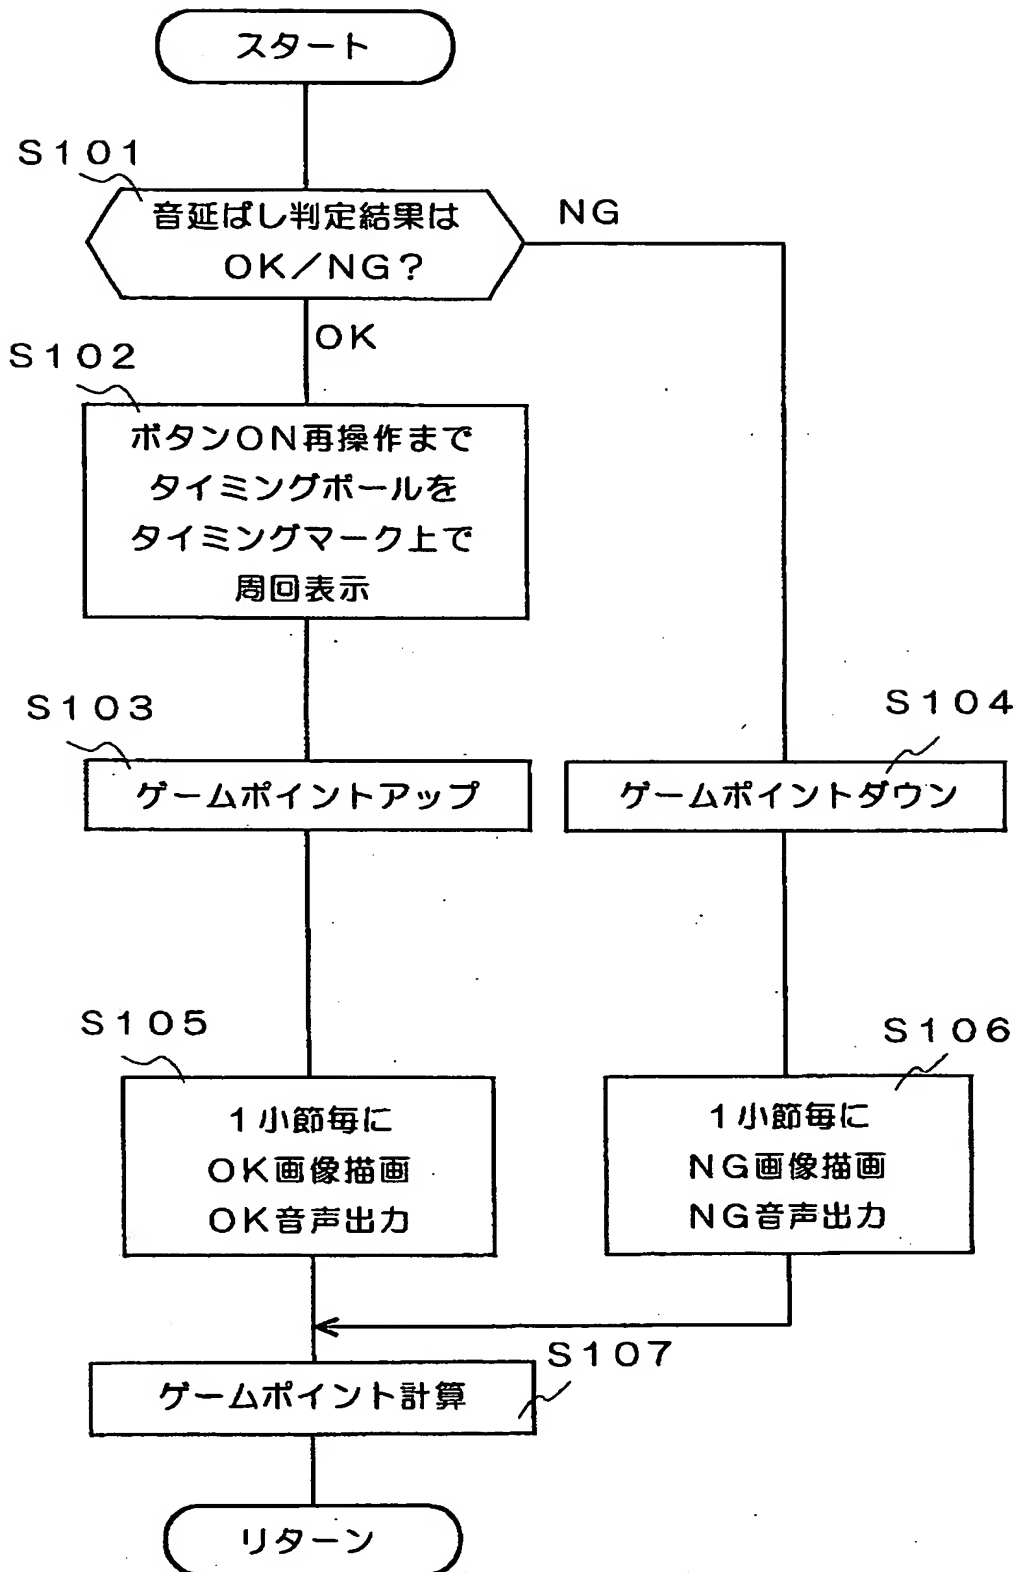 スタート
S101
音延ばし判定結果は
OK/NG?
NG
OK
S102
ボタンON再操作まで
タイミングボールを
タイミングマーク上で
周回表示
S103
ゲームポイントアップ
S104
ゲームポイントダウン
S105
1小節毎に
OK画像描画
OK音声出力
S106
1小節毎に
NG画像描画
NG音声出力
S107
ゲームポイント計算
リターン